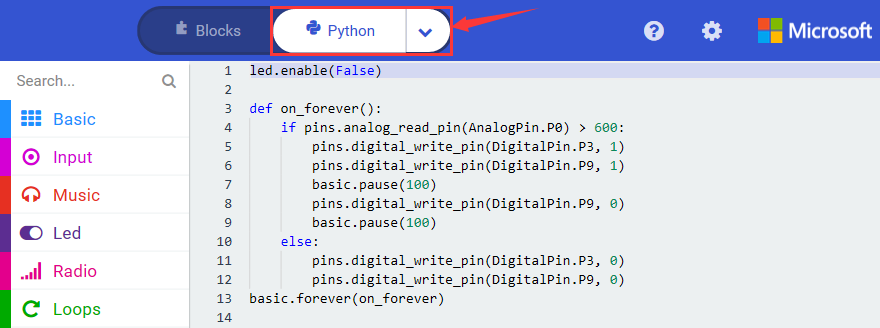 Blocks Python Microsoft
Search...
Basic
Input
Music
Led
Radio
Loops
1 led.enable(False)
2
3 def on_forever():
4     if pins.analog_read_pin(AnalogPin.P0) > 600:
5         pins.digital_write_pin(DigitalPin.P3, 1)
6         pins.digital_write_pin(DigitalPin.P9, 1)
7         basic.pause(100)
8         pins.digital_write_pin(DigitalPin.P9, 0)
9         basic.pause(100)
10     else:
11         pins.digital_write_pin(DigitalPin.P3, 0)
12         pins.digital_write_pin(DigitalPin.P9, 0)
13 basic.forever(on_forever)
14